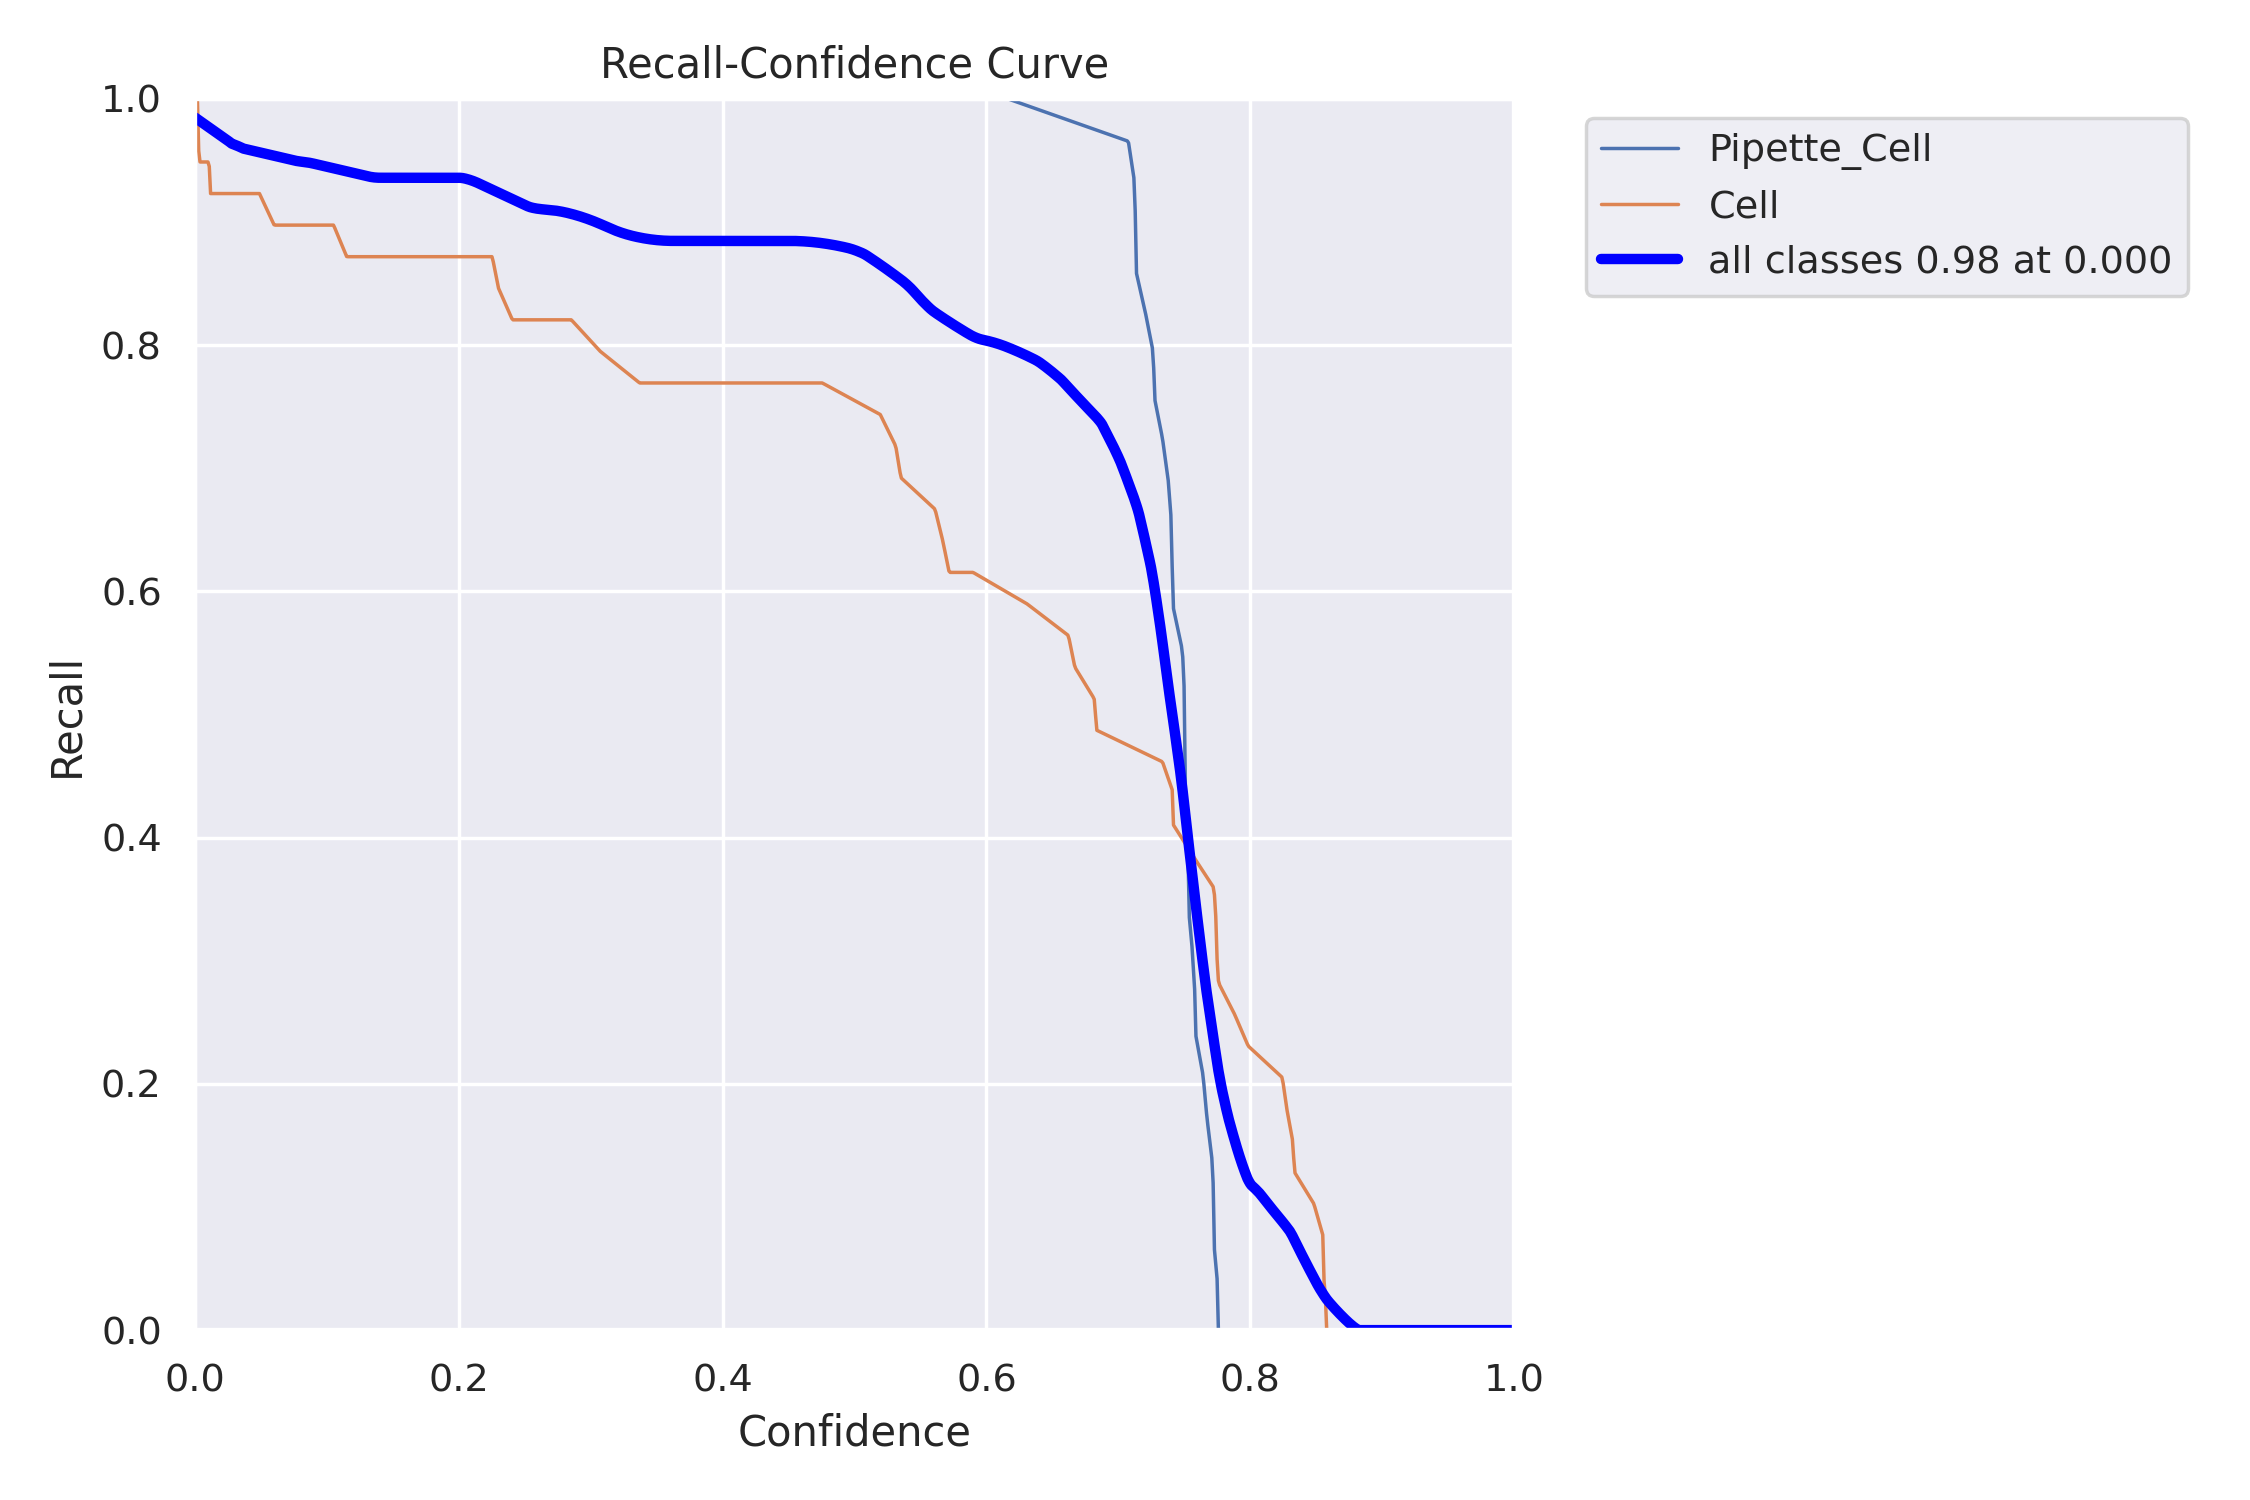 Recall-Confidence Curve
1.0
0.8
0.6
0.4
0.2
0.0
Recall
0.0 0.2 0.4 0.6 0.8 1.0
Confidence
Pipette_Cell
Cell
all classes 0.98 at 0.000